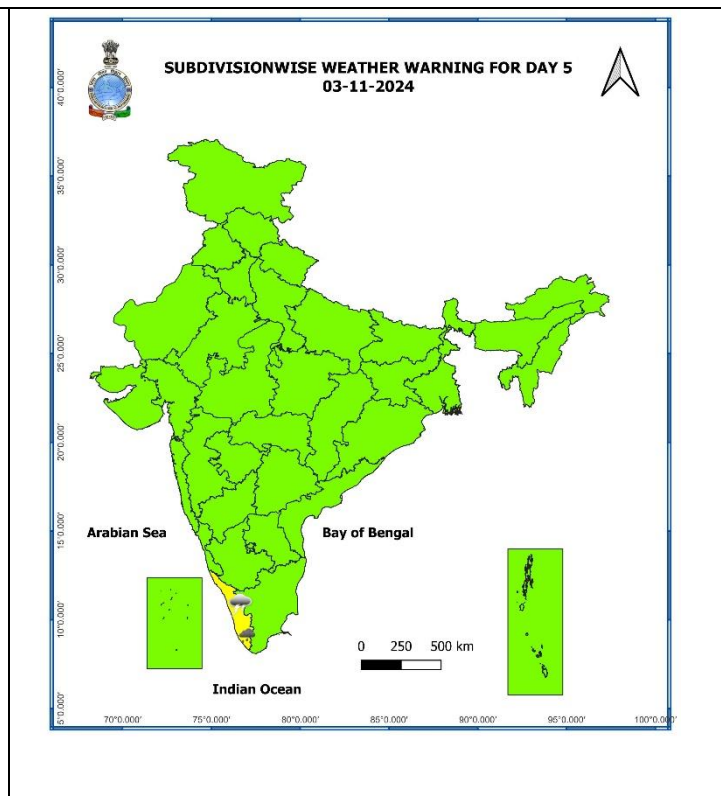 SUBDIVISIONWISE WEATHER WARNING FOR DAY 5
03-11-2024
40°0.000'
35°0.000'
30°0.000'
25°0.000'
20°0.000'
15°0.000'
10°0.000'
5°0.000'
Arabian Sea
Bay of Bengal
0 250 500 km
Indian Ocean
70°0.000' 75°0.000' 80°0.000' 85°0.000' 90°0.000' 95°0.000' 100°0.000'